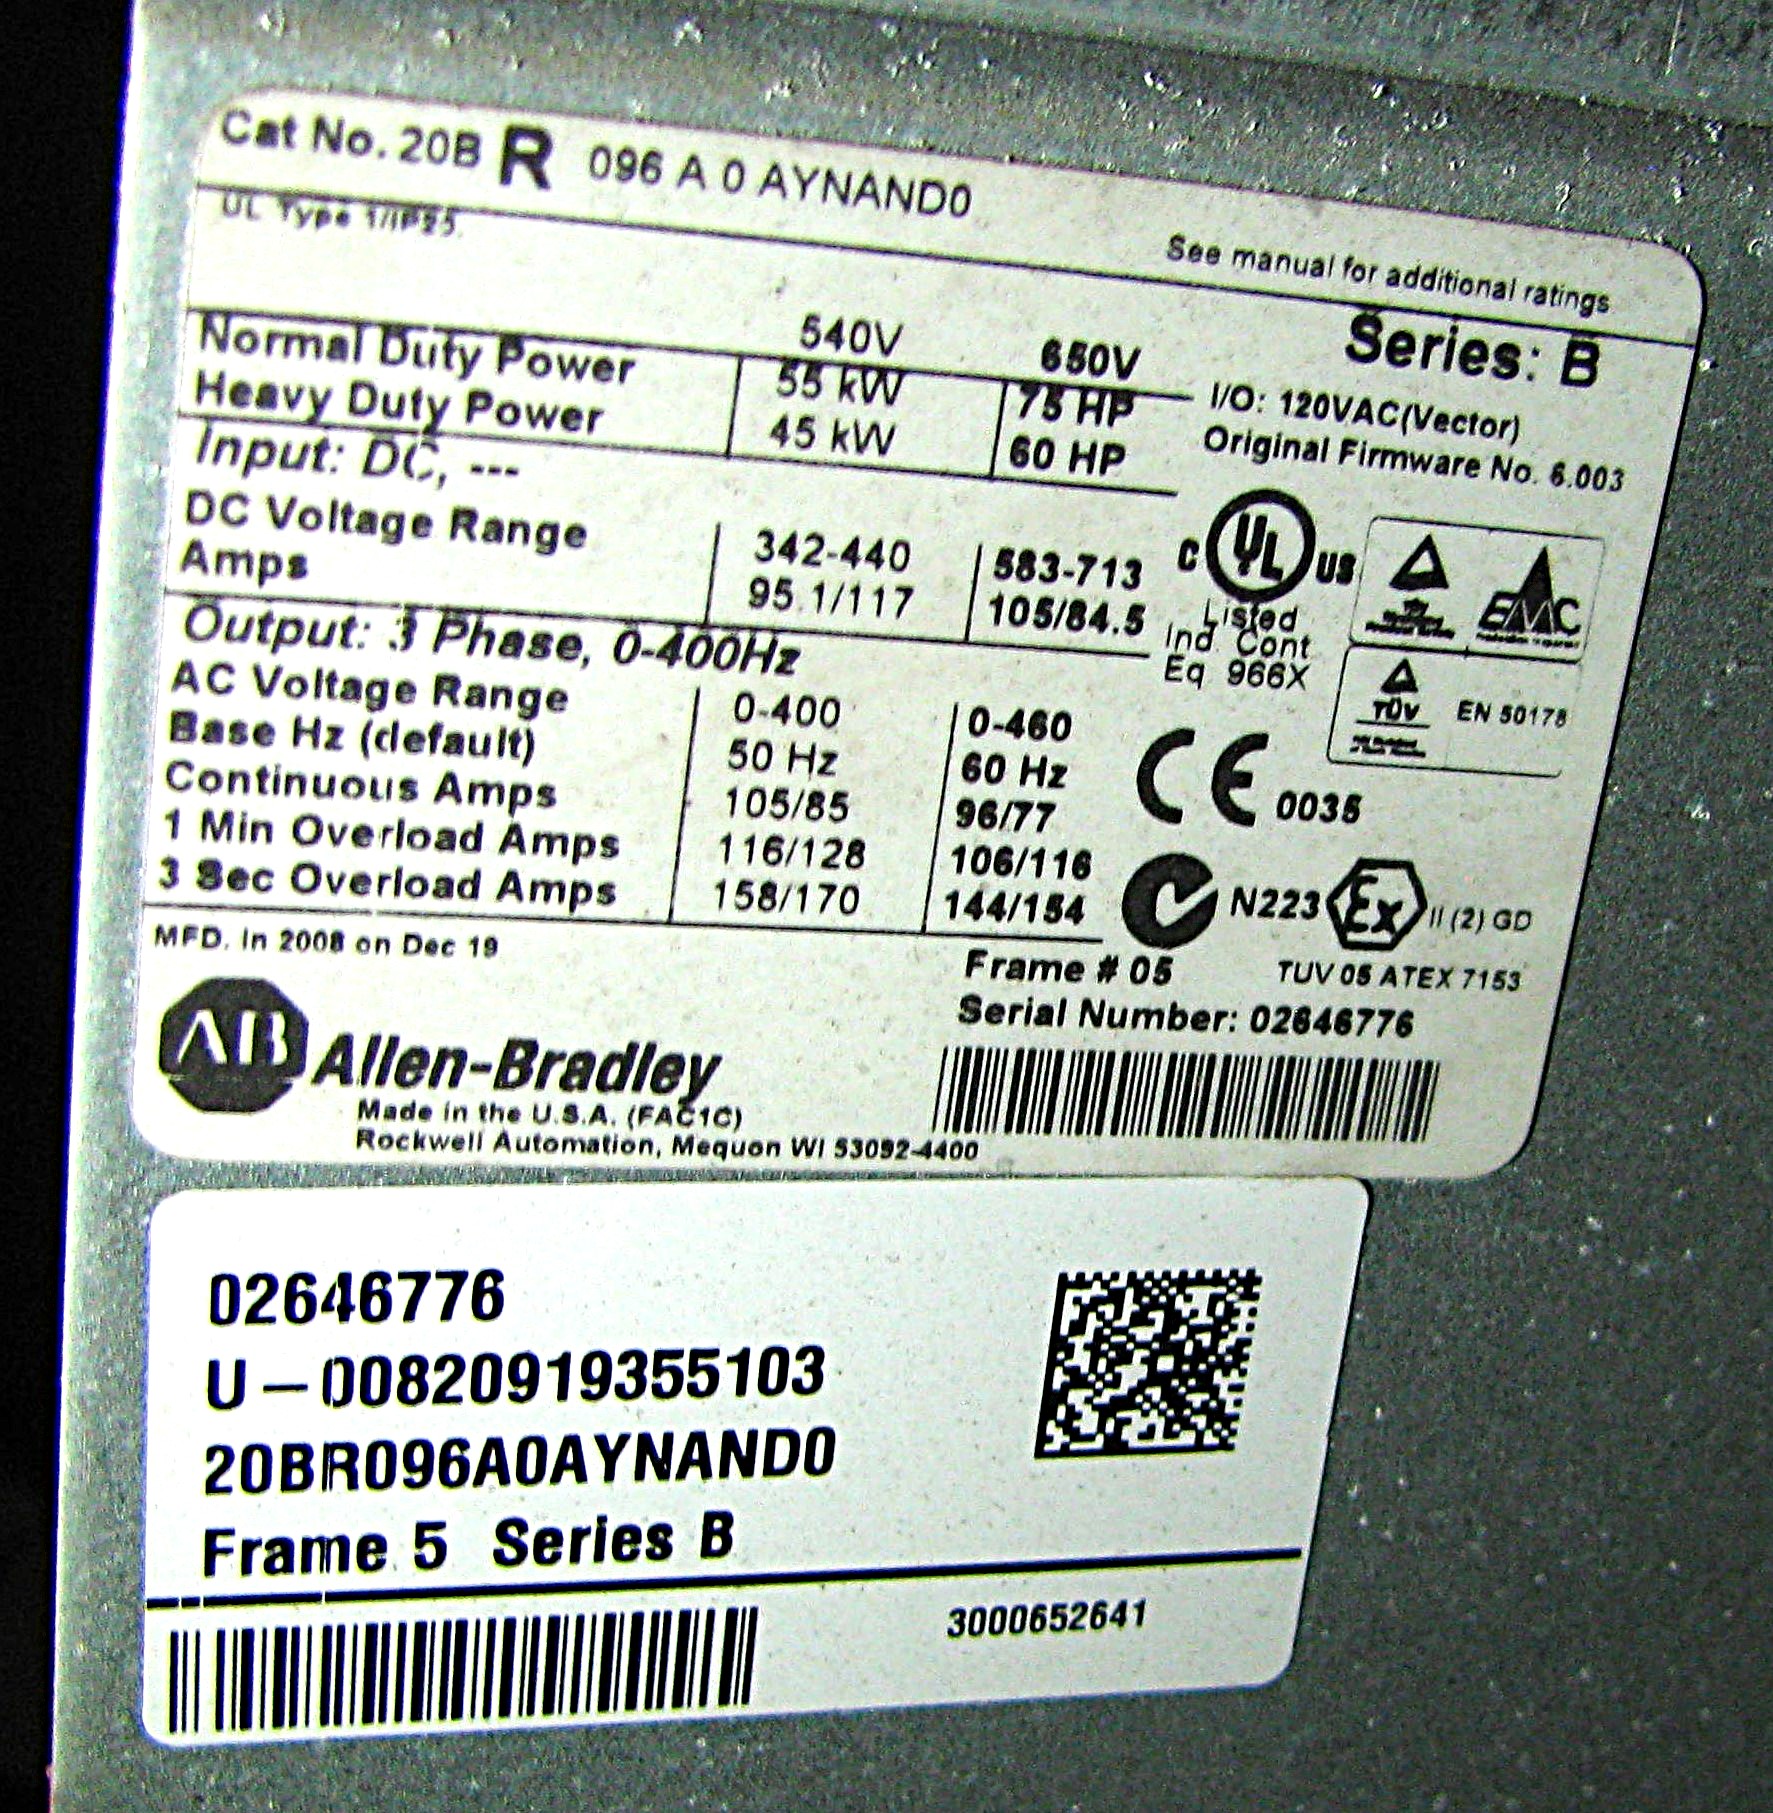 Cat No. 20B R 096 A 0 AYNAND0
UL Type 1/IP25.
See manual for additional ratings
540V 650V Series: B
Normal Duty Power 55 kW 75 HP I/O: 120VAC(Vector)
Heavy Duty Power 45 kW 60 HP Original Firmware No. 6.003
Input: DC, ---
DC Voltage Range 342-440 583-713
Amps 95.1/117 105/84.5
C UL US
Listed
Ind Cont
Eq 966X
EMC
TÜV EN 50178
Output: 3 Phase, 0-400Hz
AC Voltage Range 0-400 0-460
Base Hz (default) 50 Hz 60 Hz
Continuous Amps 105/85 96/77
1 Min Overload Amps 116/128 106/116
3 Sec Overload Amps 158/170 144/154
CE 0035
N223 Ex II (2) GD
MFD. in 2008 on Dec 19
Frame # 05 TUV 05 ATEX 7153
Serial Number: 02646776
AB Allen-Bradley
Made in the U.S.A. (FAC1C)
Rockwell Automation, Mequon WI 53092-4400
02646776
U-00820919355103
20BR096A0AYNAND0
Frame 5 Series B
3000652641